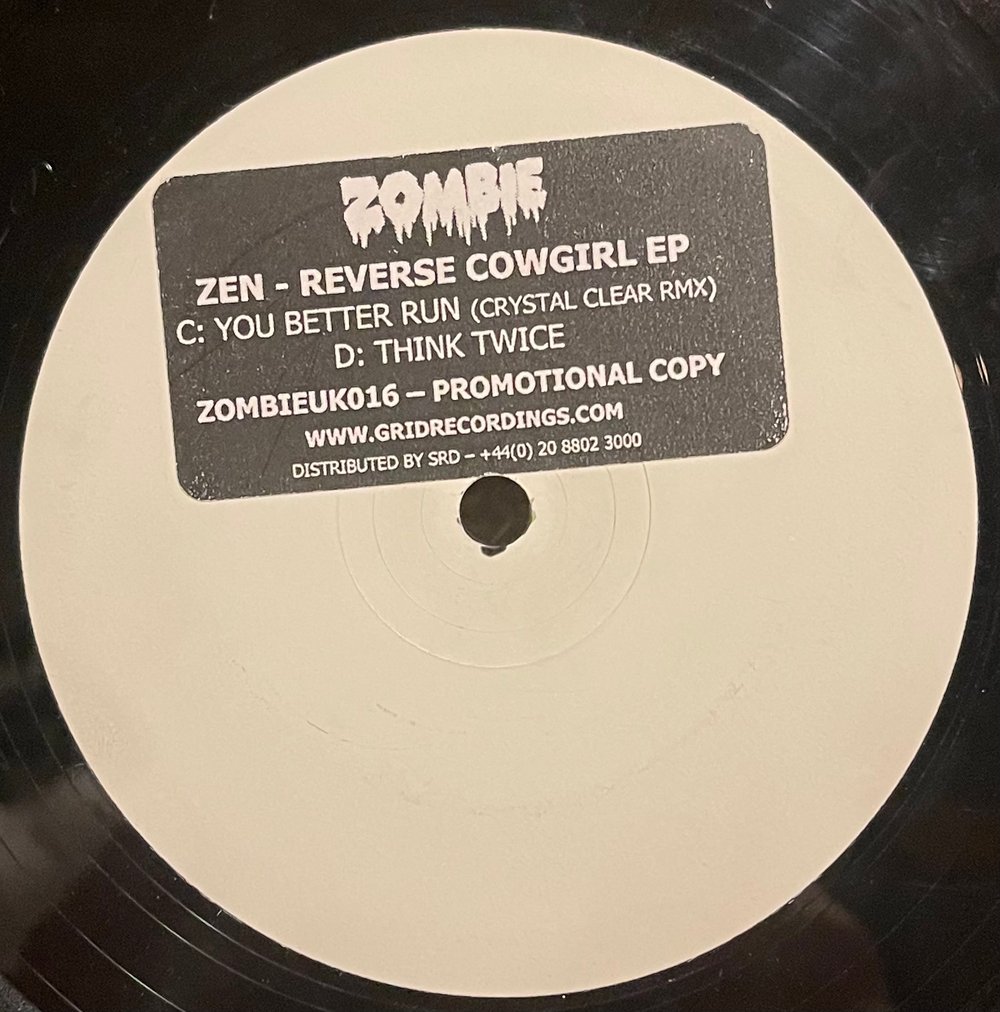 ZOMBIE
ZEN - REVERSE COWGIRL EP
C: YOU BETTER RUN (CRYSTAL CLEAR RMX)
D: THINK TWICE
ZOMBIEUK016 – PROMOTIONAL COPY
WWW.GRIDRECORDINGS.COM
DISTRIBUTED BY SRD – +44(0) 20 8802 3000